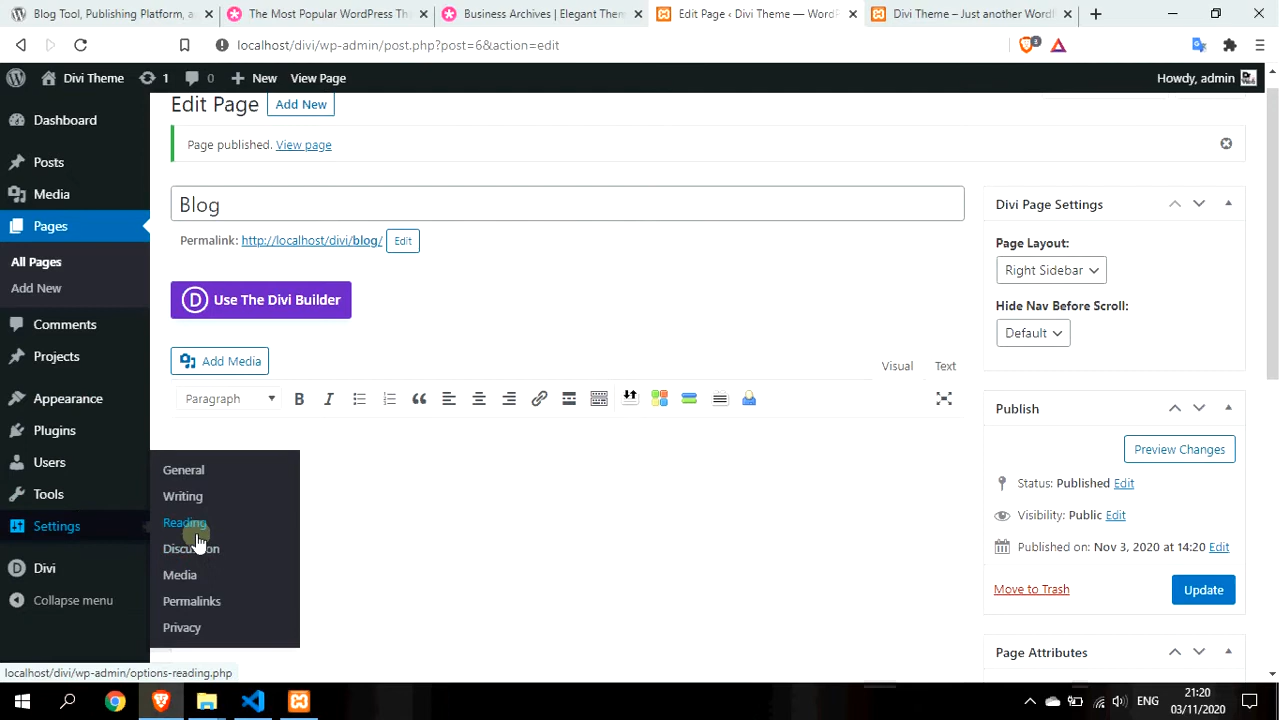 Blog Tool, Publishing Platform, a
The Most Popular WordPress Th
Business Archives | Elegant Them
Edit Page ‹ Divi Theme — WordP
Divi Theme – Just another Word
localhost/divi/wp-admin/post.php?post=6&action=edit
3
Divi Theme
1
0
New
View Page
Howdy, admin
Dashboard
Posts
Media
Pages
All Pages
Add New
Comments
Projects
Appearance
Plugins
Users
Tools
Settings
Divi
Collapse menu
General
Writing
Reading
Discussion
Media
Permalinks
Privacy
Edit Page
Add New
Page published. View page
Blog
Permalink: http://localhost/divi/blog/ Edit
D Use The Divi Builder
Add Media
Visual
Text
Paragraph
B I
Divi Page Settings
Page Layout:
Right Sidebar
Hide Nav Before Scroll:
Default
Publish
Preview Changes
Status: Published Edit
Visibility: Public Edit
Published on: Nov 3, 2020 at 14:20 Edit
Move to Trash
Update
Page Attributes
localhost/divi/wp-admin/options-reading.php
ENG
21:20
03/11/2020